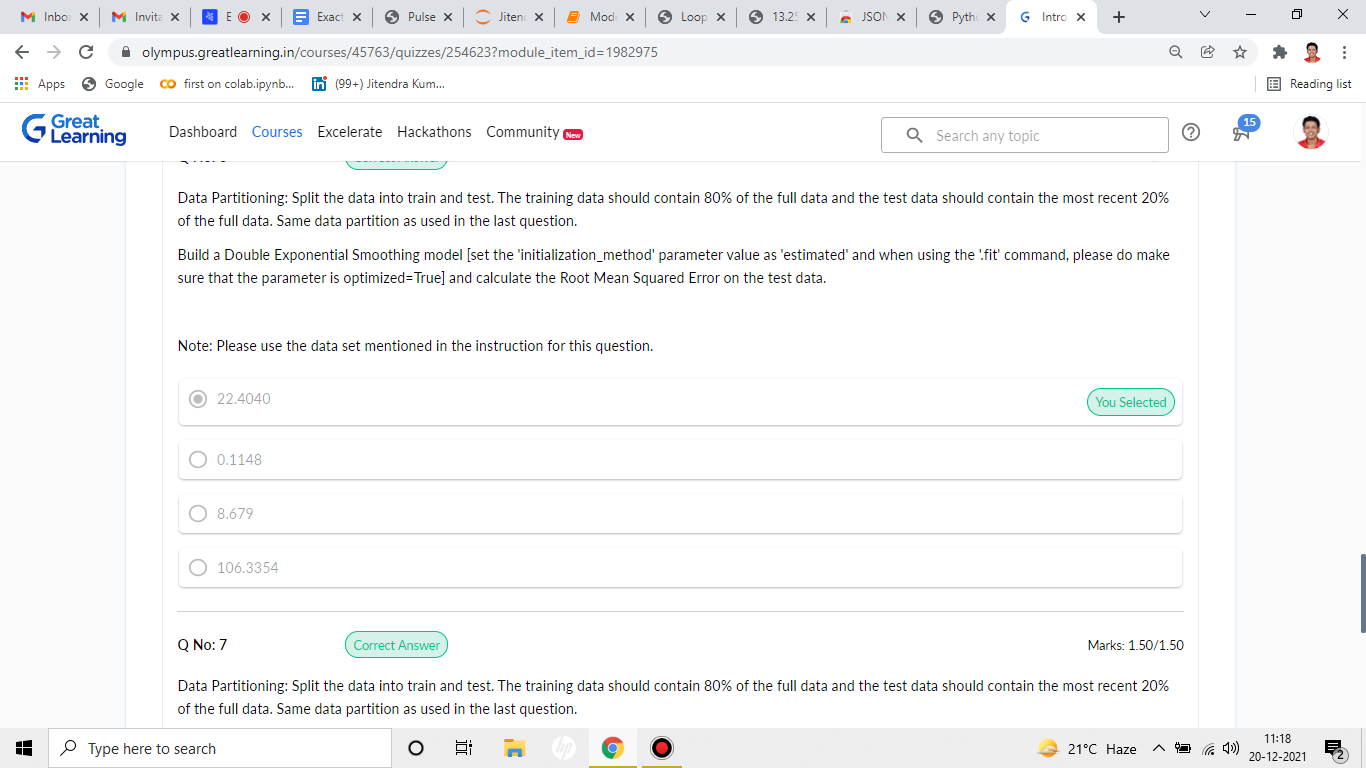 Inbo
Invita
E
Exact
Pulse
Jiten
Mod
Loop
13.2
JSON
Pyth
Intro
olympus.greatlearning.in/courses/45763/quizzes/254623?module_item_id=1982975
Apps
Google
first on colab.ipynb...
(99+) Jitendra Kum...
Reading list
Great
Learning
Dashboard
Courses
Excelerate
Hackathons
Community
New
Search any topic
15
Data Partitioning: Split the data into train and test. The training data should contain 80% of the full data and the test data should contain the most recent 20%
of the full data. Same data partition as used in the last question.
Build a Double Exponential Smoothing model [set the 'initialization_method' parameter value as 'estimated' and when using the '.fit' command, please do make
sure that the parameter is optimized=True] and calculate the Root Mean Squared Error on the test data.
Note: Please use the data set mentioned in the instruction for this question.
22.4040
You Selected
0.1148
8.679
106.3354
Q No: 7
Correct Answer
Marks: 1.50/1.50
Data Partitioning: Split the data into train and test. The training data should contain 80% of the full data and the test data should contain the most recent 20%
of the full data. Same data partition as used in the last question.
Type here to search
hp
21°C Haze
11:18
20-12-2021
2